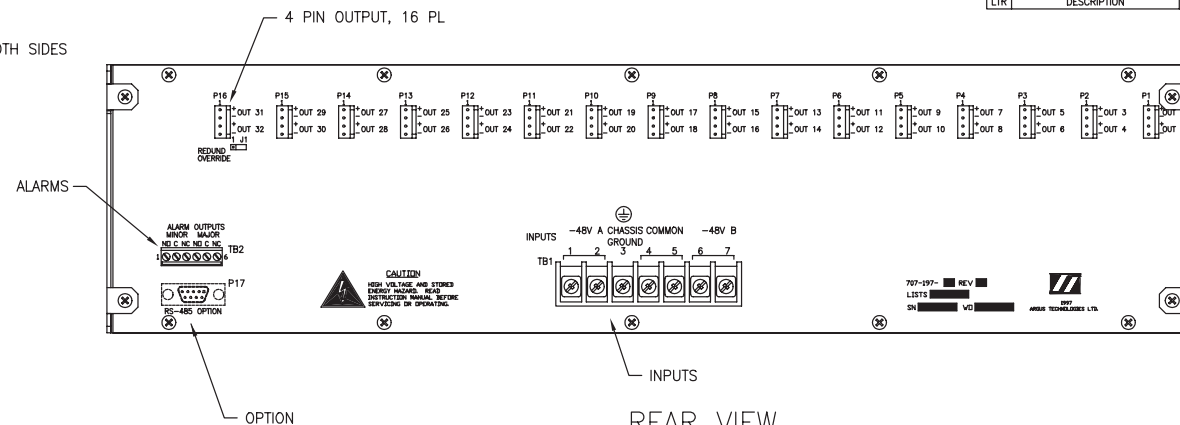 LTR DESCRIPTION
4 PIN OUTPUT, 16 PL
OTH SIDES
P16 P15 P14 P13 P12 P11 P10 P9 P8 P7 P6 P5 P4 P3 P2 P1
+ OUT 31 + OUT 29 + OUT 27 + OUT 25 + OUT 23 + OUT 21 + OUT 19 + OUT 17 + OUT 15 + OUT 13 + OUT 11 + OUT 9 + OUT 7 + OUT 5 + OUT 3 + OUT
- OUT 32 - OUT 30 - OUT 28 - OUT 26 - OUT 24 - OUT 22 - OUT 20 - OUT 18 - OUT 16 - OUT 14 - OUT 12 - OUT 10 - OUT 8 - OUT 6 - OUT 4 - OUT
1 J1
REDUND
OVERRIDE
ALARMS
ALARM OUTPUTS
MINOR MAJOR
NO C NC NO C NC
TB2
1 6
P17
RS-485 OPTION
CAUTION
HIGH VOLTAGE AND STORED
ENERGY HAZARD. READ
INSTRUCTION MANUAL BEFORE
SERVICING OR OPERATING.
INPUTS -48V A CHASSIS COMMON -48V B
GROUND
TB1 1 2 3 4 5 6 7
707-197- REV
LISTS
SN WO
1997
ARGUS TECHNOLOGIES LTD.
INPUTS
OPTION
REAR VIEW